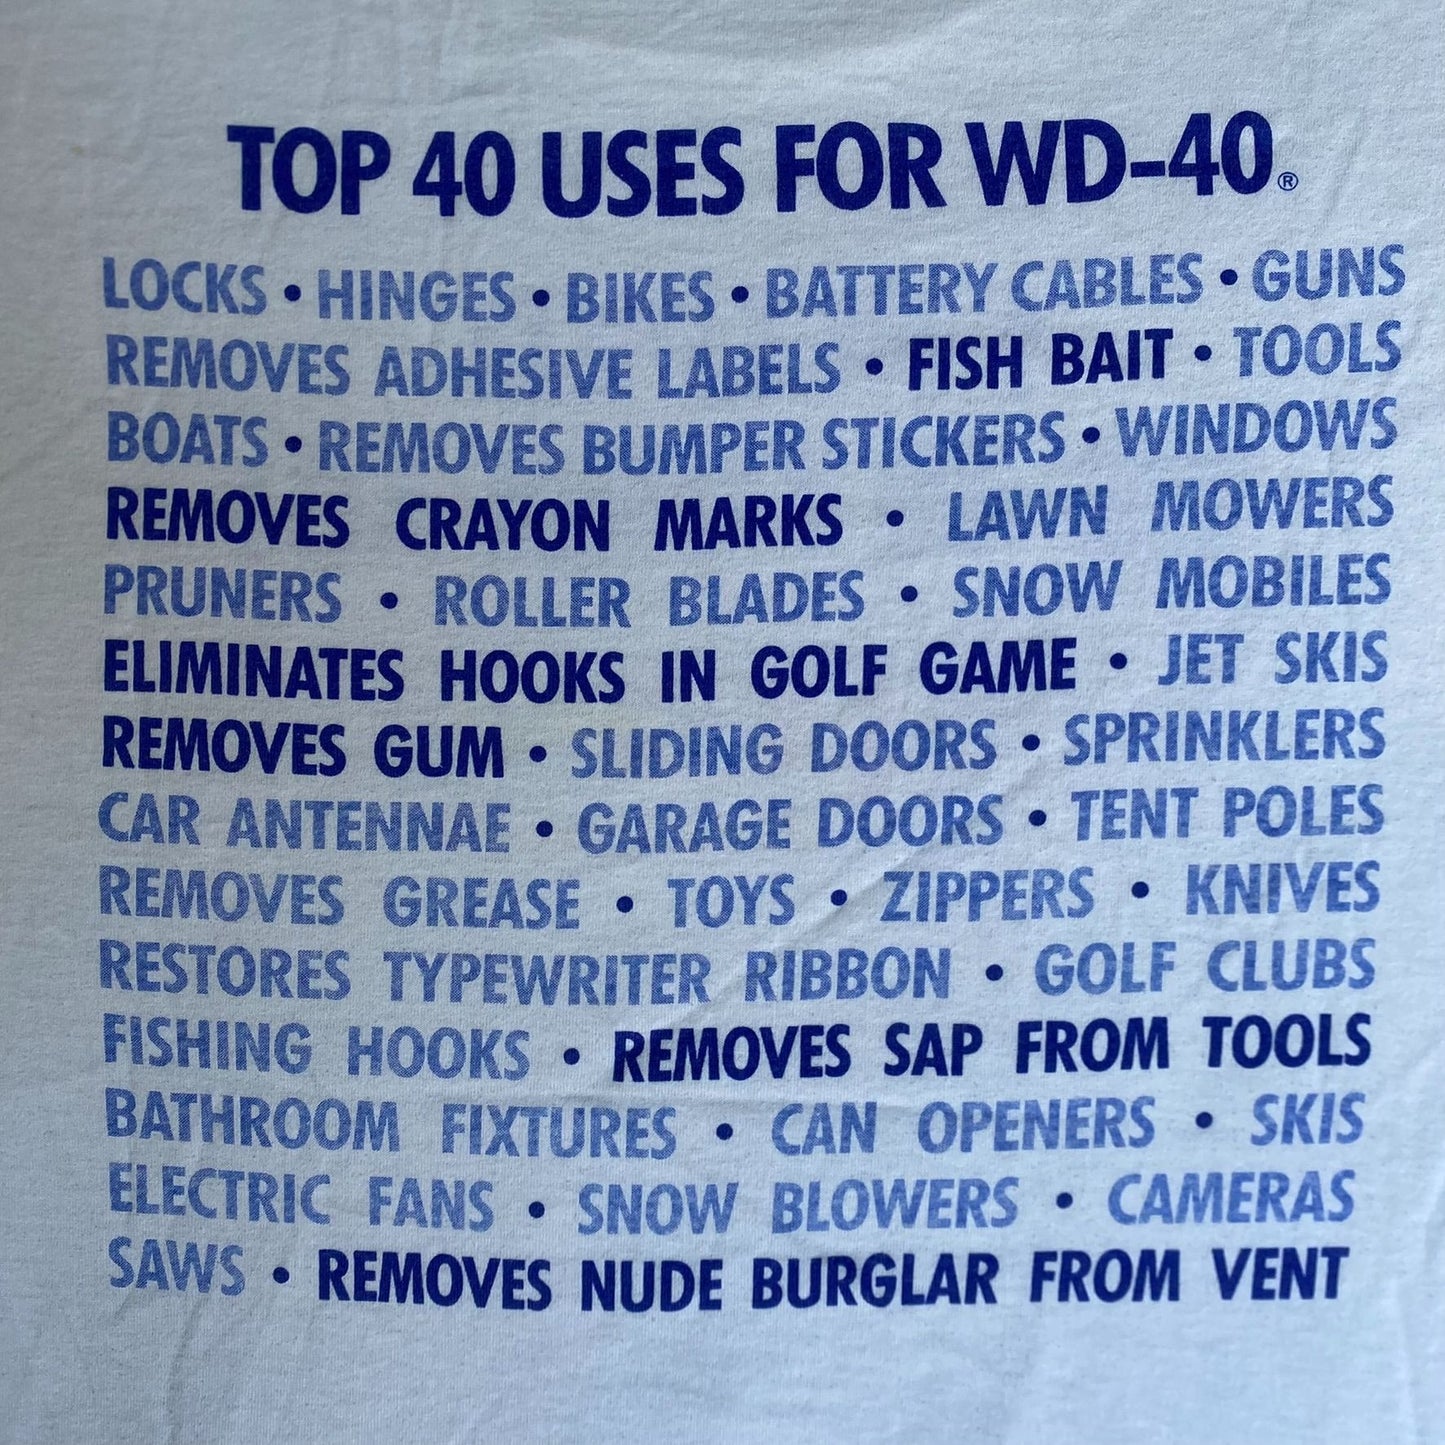 TOP 40 USES FOR WD-40®
LOCKS • HINGES • BIKES • BATTERY CABLES • GUNS
REMOVES ADHESIVE LABELS • FISH BAIT • TOOLS
BOATS • REMOVES BUMPER STICKERS • WINDOWS
REMOVES CRAYON MARKS • LAWN MOWERS
PRUNERS • ROLLER BLADES • SNOW MOBILES
ELIMINATES HOOKS IN GOLF GAME • JET SKIS
REMOVES GUM • SLIDING DOORS • SPRINKLERS
CAR ANTENNAE • GARAGE DOORS • TENT POLES
REMOVES GREASE • TOYS • ZIPPERS • KNIVES
RESTORES TYPEWRITER RIBBON • GOLF CLUBS
FISHING HOOKS • REMOVES SAP FROM TOOLS
BATHROOM FIXTURES • CAN OPENERS • SKIS
ELECTRIC FANS • SNOW BLOWERS • CAMERAS
SAWS • REMOVES NUDE BURGLAR FROM VENT